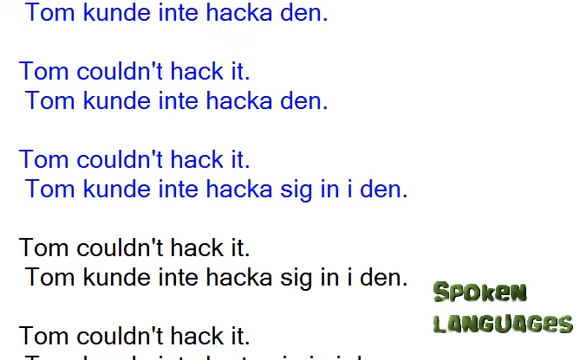 Tom kunde inte hacka den.
Tom couldn't hack it.
Tom kunde inte hacka den.
Tom couldn't hack it.
Tom kunde inte hacka sig in i den.
Tom couldn't hack it.
Tom kunde inte hacka sig in i den.
Spoken
Languages
Tom couldn't hack it.